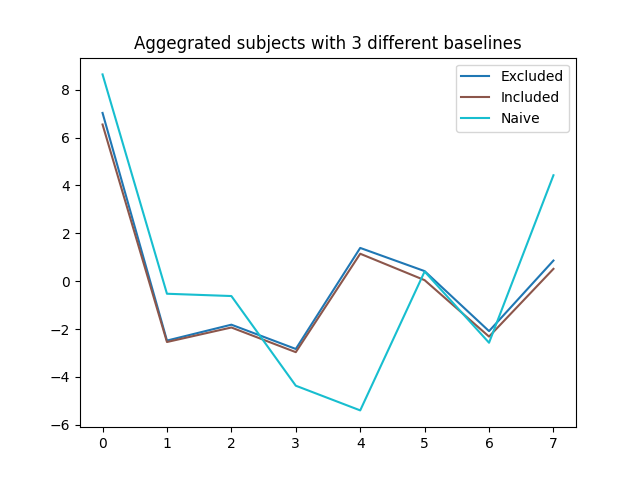 Aggegrated subjects with 3 different baselines
Excluded
Included
Naive
8
6
4
2
0
−2
−4
−6
0 1 2 3 4 5 6 7